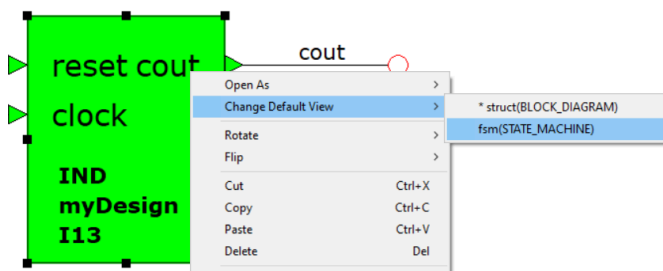 cout
reset cout
clock
IND
myDesign
I13
Open As >
Change Default View >
* struct(BLOCK_DIAGRAM)
fsm(STATE_MACHINE)
Rotate >
Flip >
Cut Ctrl+X
Copy Ctrl+C
Paste Ctrl+V
Delete Del